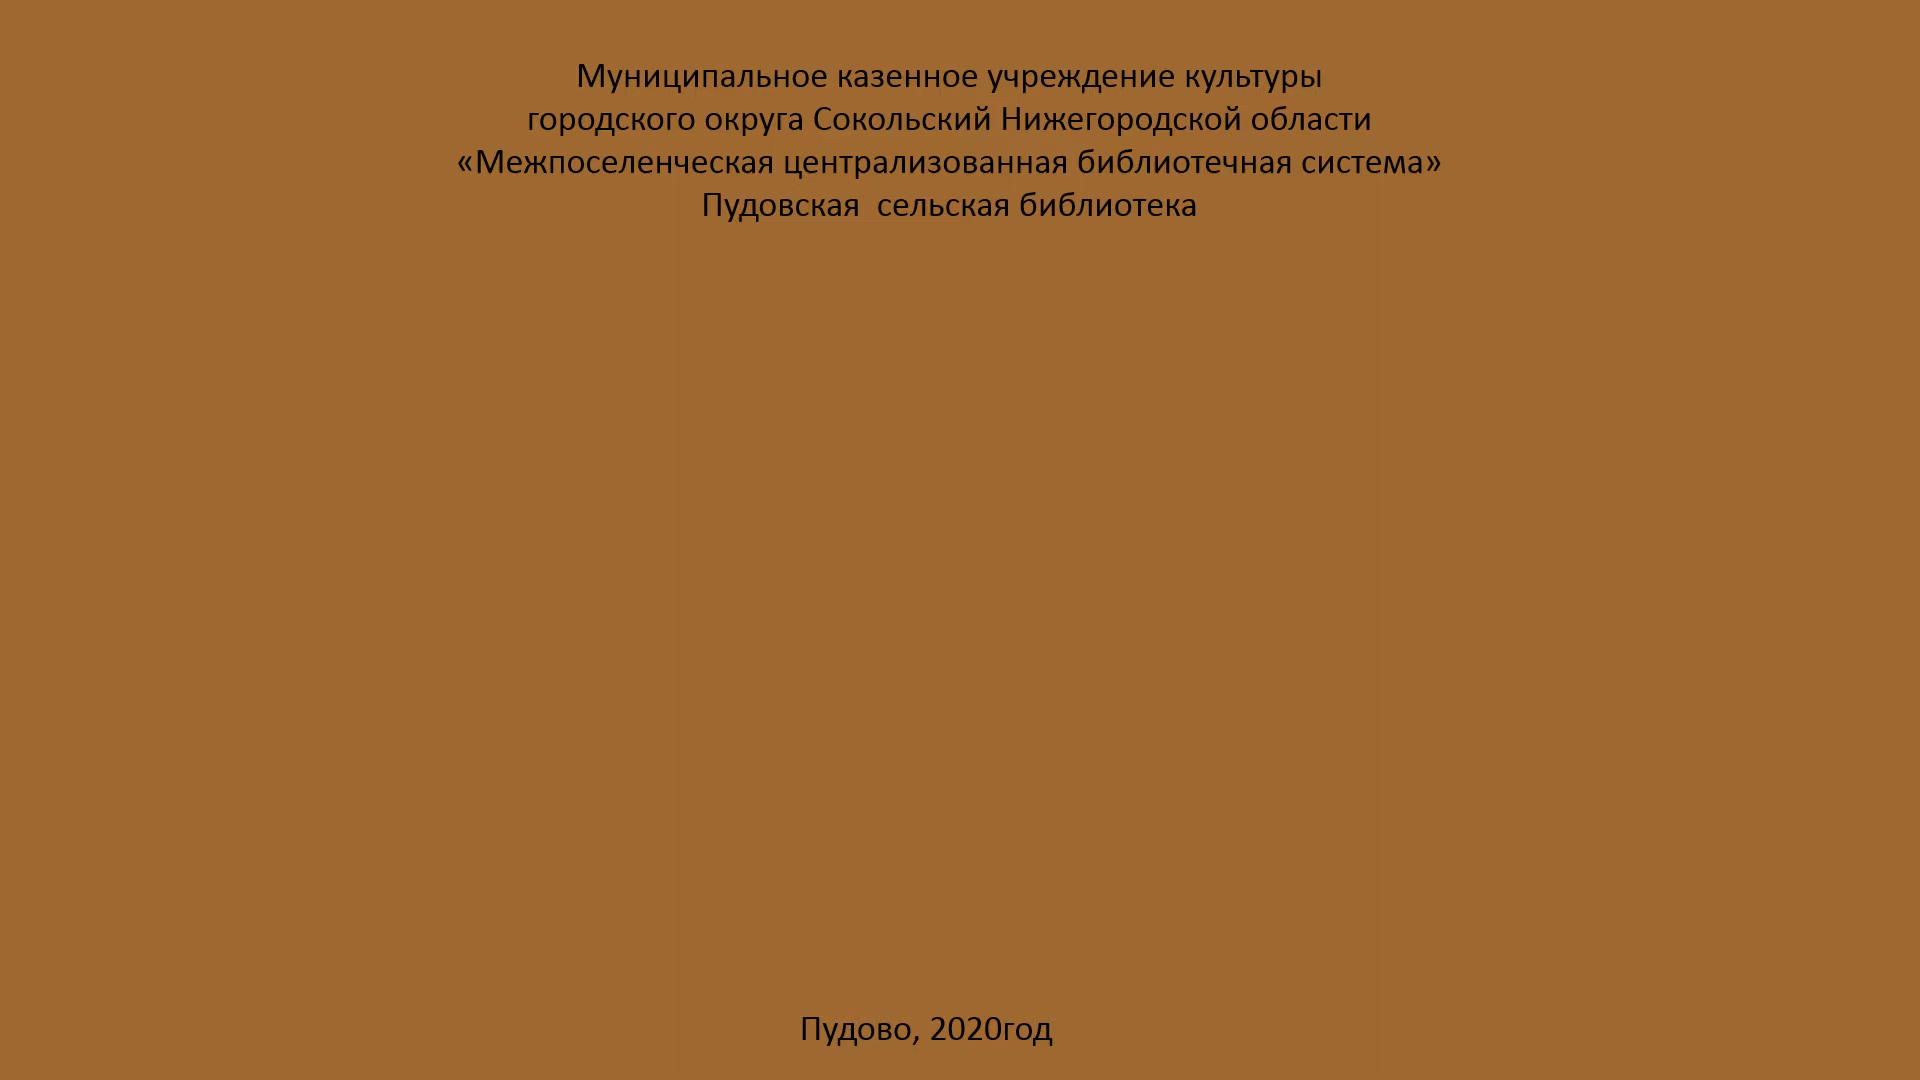 Муниципальное казенное учреждение культуры
городского округа Сокольский Нижегородской области
«Межпоселенческая централизованная библиотечная система»
Пудовская  сельская библиотека
Пудово, 2020год